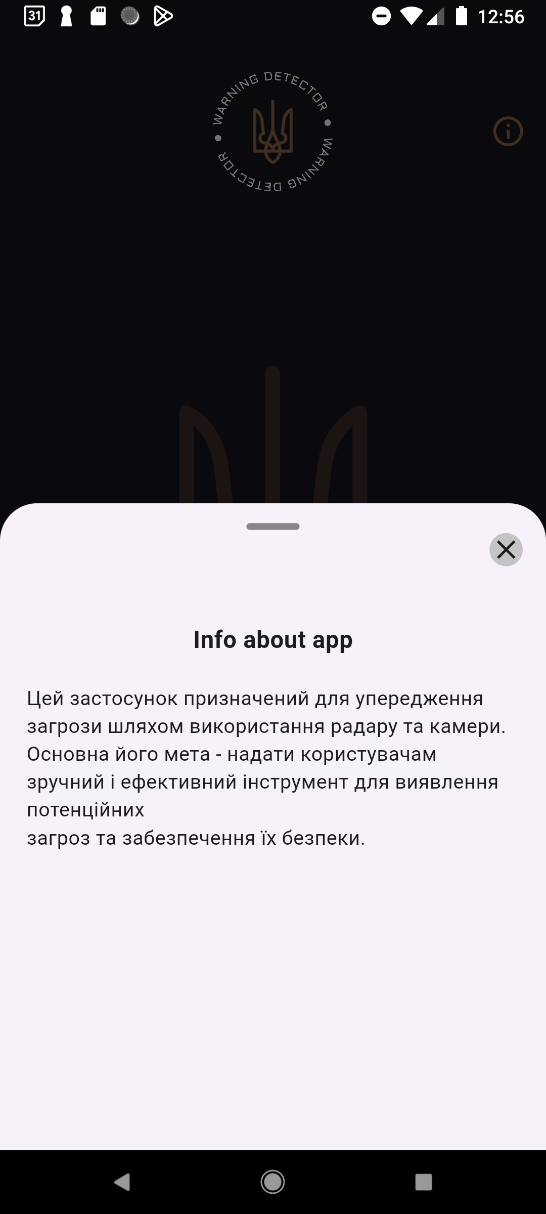 31
12:56
WARNING DETECTOR
WARNING DETECTOR
Info about app
Цей застосунок призначений для упередження
загрози шляхом використання радару та камери.
Основна його мета - надати користувачам
зручний і ефективний інструмент для виявлення
потенційних
загроз та забезпечення їх безпеки.